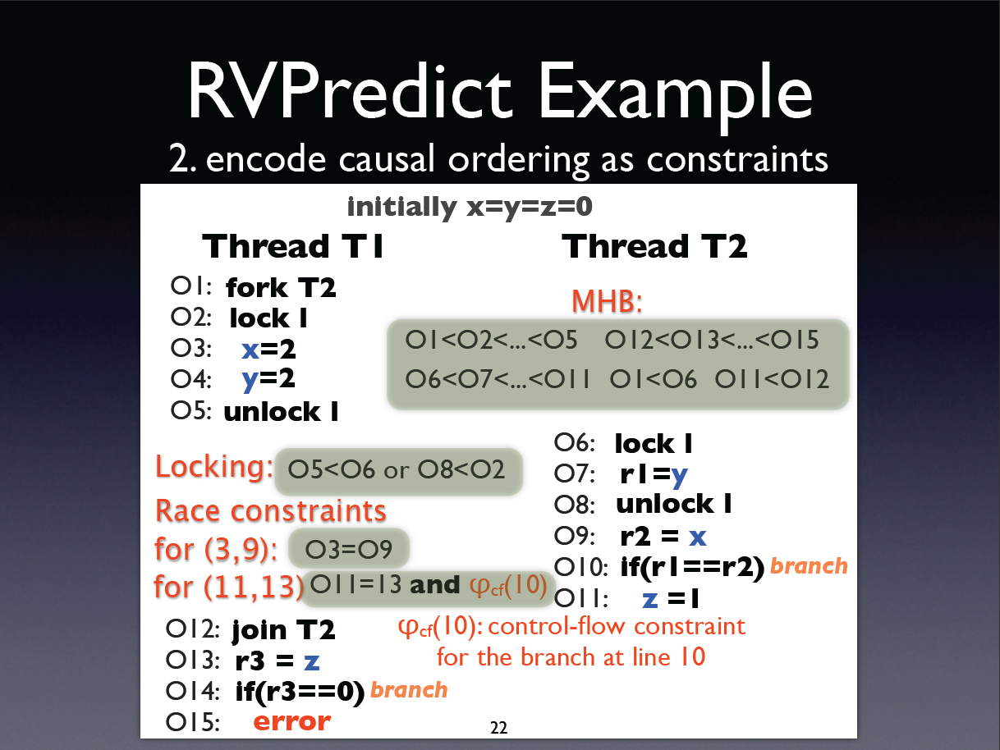 RVPredict Example
2. encode causal ordering as constraints
initially x=y=z=0
Thread T1
Thread T2
O1: fork T2
O2: lock l
O3: x=2
O4: y=2
O5: unlock l
MHB:
O1<O2<...<O5 O12<O13<...<O15
O6<O7<...<O11 O1<O6 O11<O12
Locking: O5<O6 or O8<O2
Race constraints
for (3,9): O3=O9
for (11,13) O11=13 and φcf(10)
O6: lock l
O7: r1=y
O8: unlock l
O9: r2 = x
O10: if(r1==r2) branch
O11: z =1
O12: join T2
O13: r3 = z
O14: if(r3==0) branch
O15: error
φcf(10): control-flow constraint
for the branch at line 10
22